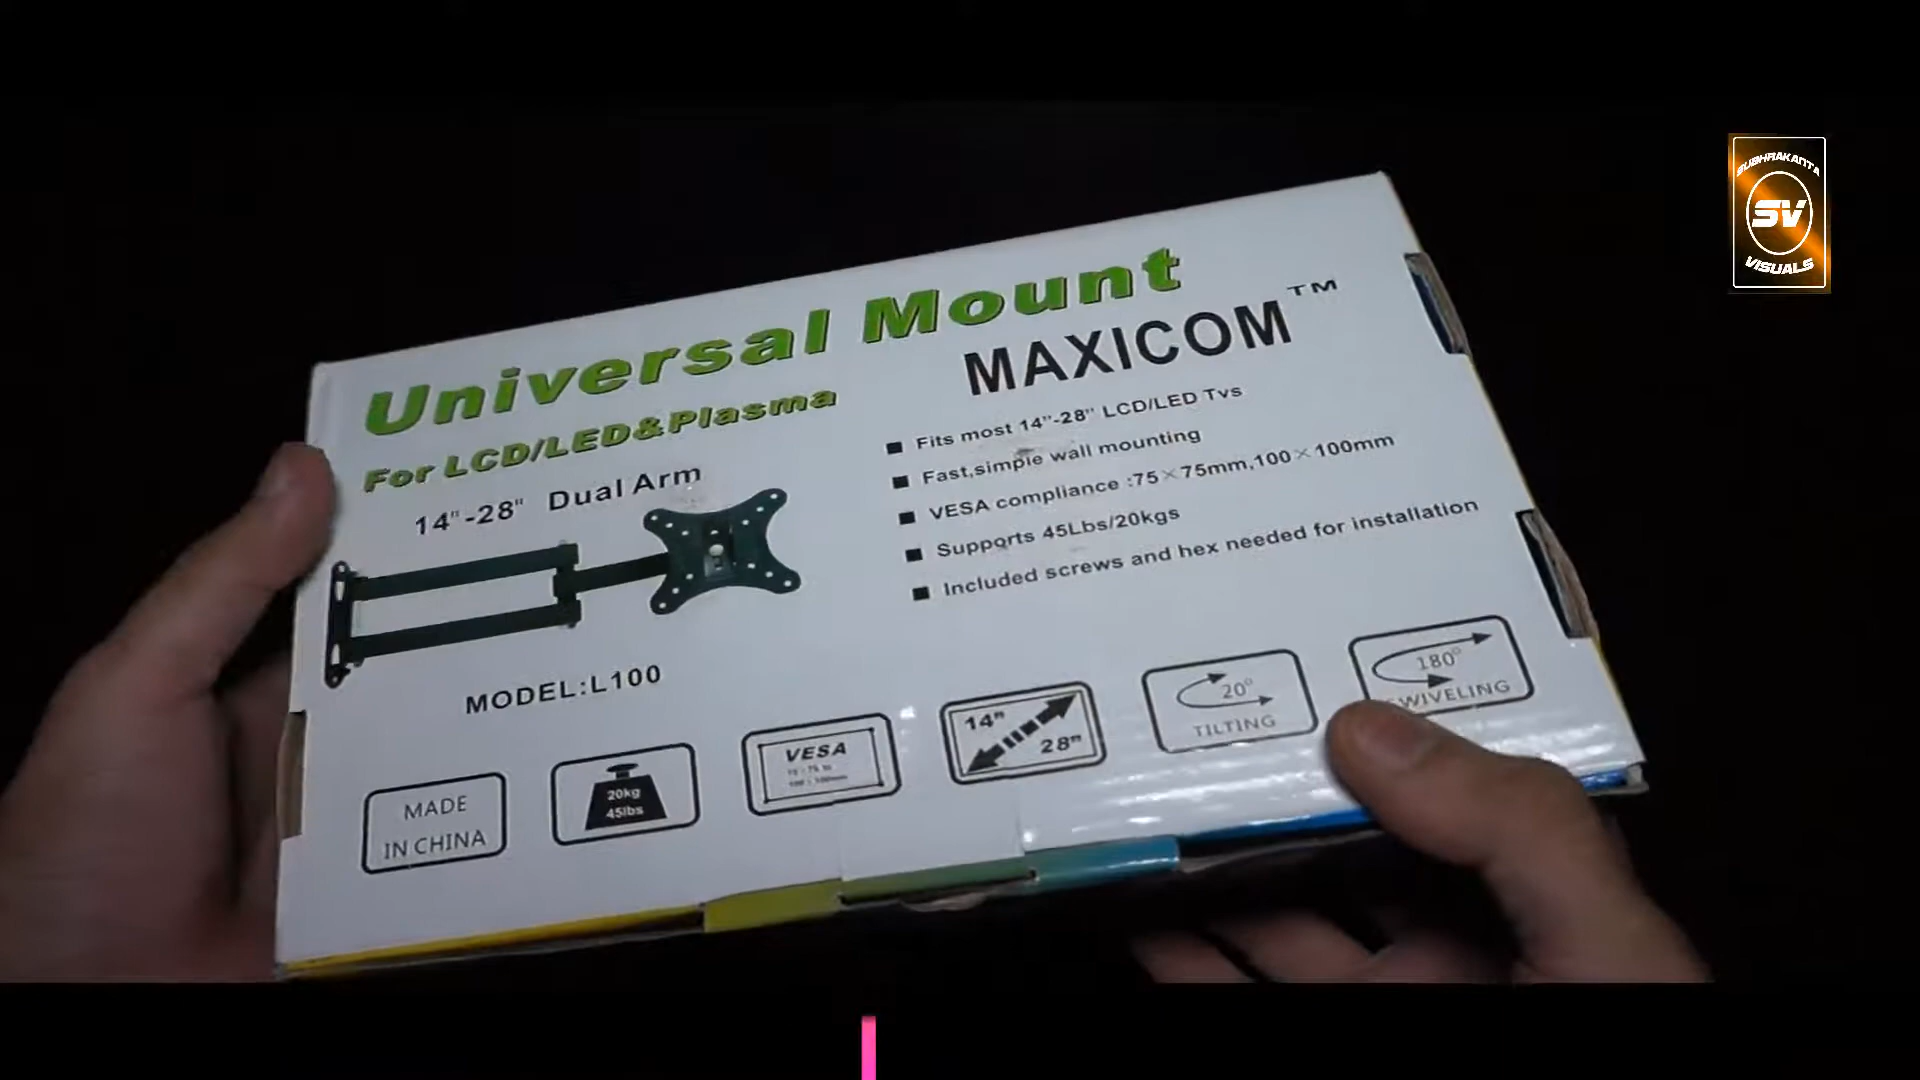 SUBHRAKANTA
SV
VISUALS
Universal Mount
For LCD/LED&Plasma
MAXICOM™
14"-28" Dual Arm
■ Fits most 14"-28" LCD/LED Tvs
■ Fast,simple wall mounting
■ VESA compliance :75×75mm,100×100mm
■ Supports 45Lbs/20kgs
■ Included screws and hex needed for installation
MODEL:L100
MADE
IN CHINA
20kg
45lbs
VESA
14"
28"
20°
TILTING
180°
SWIVELING